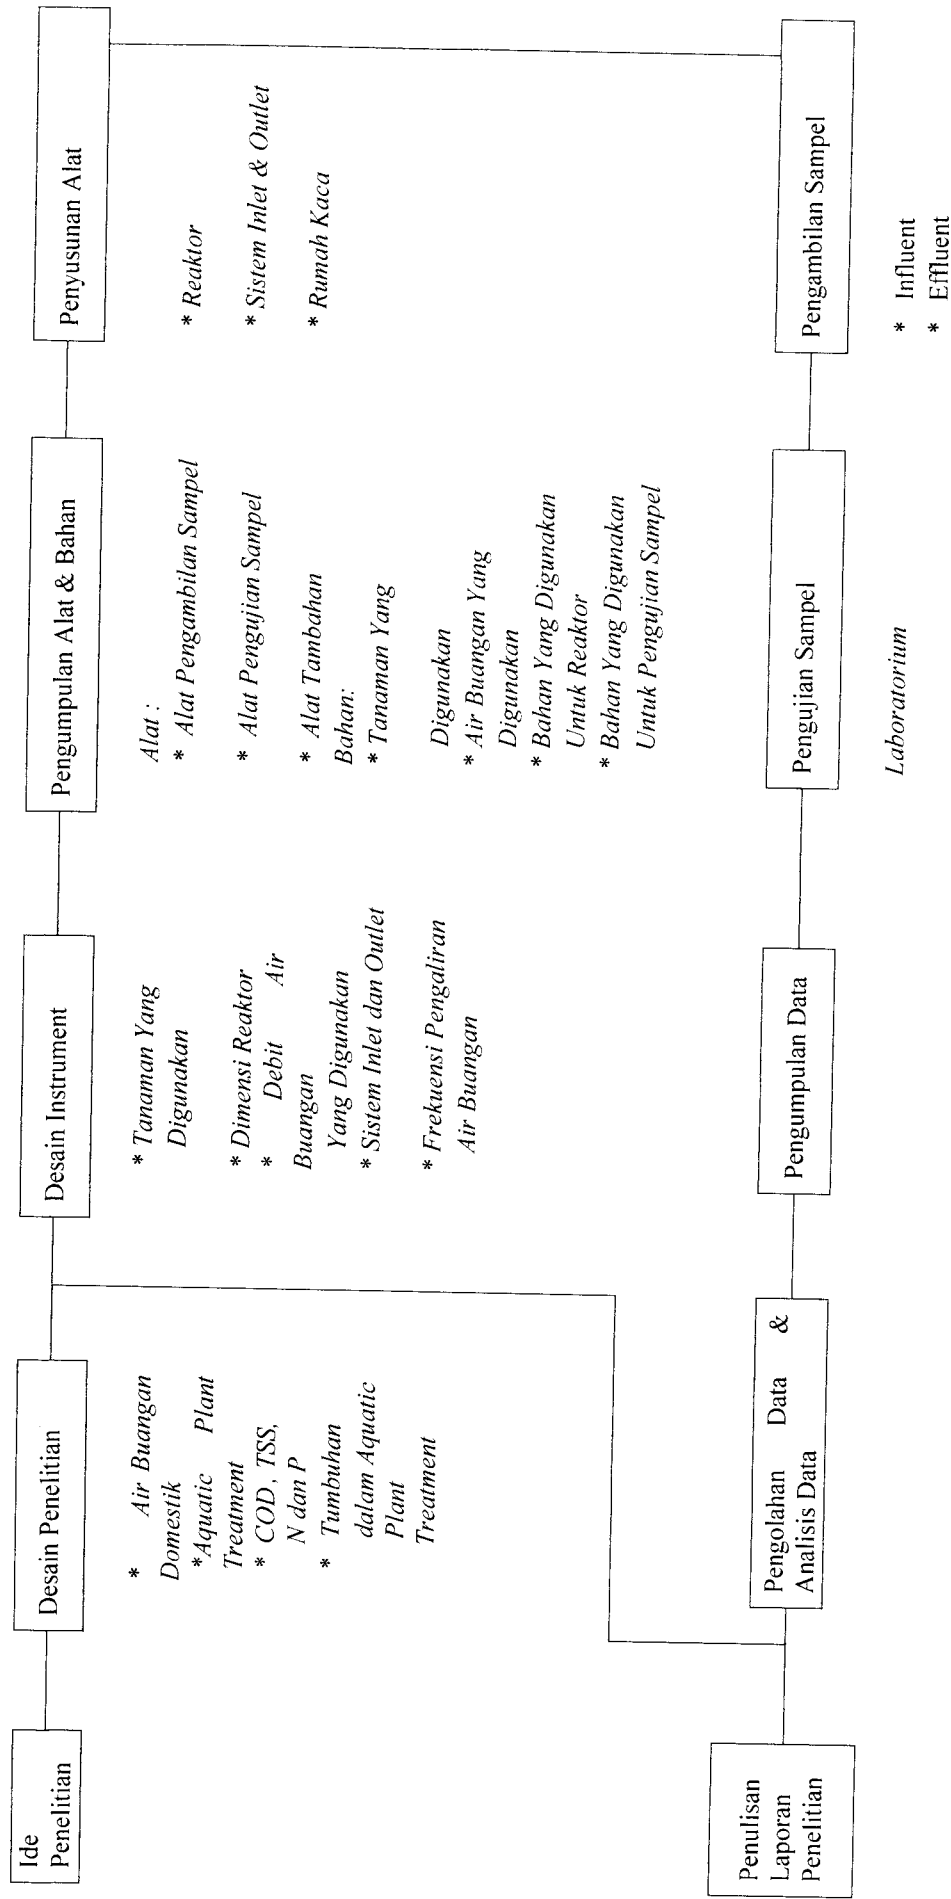 Ide
Penelitian
Desain Penelitian
* Air Buangan
Domestik
*Aquatic Plant
Treatment
* COD, TSS,
N dan P
* Tumbuhan
dalam Aquatic
Plant
Treatment
Desain Instrument
* Tanaman Yang
Digunakan
* Dimensi Reaktor
* Debit Air
Buangan
Yang Digunakan
* Sistem Inlet dan Outlet
* Frekuensi Pengaliran
Air Buangan
Pengumpulan Alat & Bahan
Alat :
* Alat Pengambilan Sampel
* Alat Pengujian Sampel
* Alat Tambahan
Bahan:
* Tanaman Yang
Digunakan
* Air Buangan Yang
Digunakan
* Bahan Yang Digunakan
Untuk Reaktor
* Bahan Yang Digunakan
Untuk Pengujian Sampel
Penyusunan Alat
* Reaktor
* Sistem Inlet & Outlet
* Rumah Kaca
Penulisan
Laporan
Penelitian
Pengolahan Data &
Analisis Data
Pengumpulan Data
Pengujian Sampel
Laboratorium
Pengambilan Sampel
* Influent
* Effluent